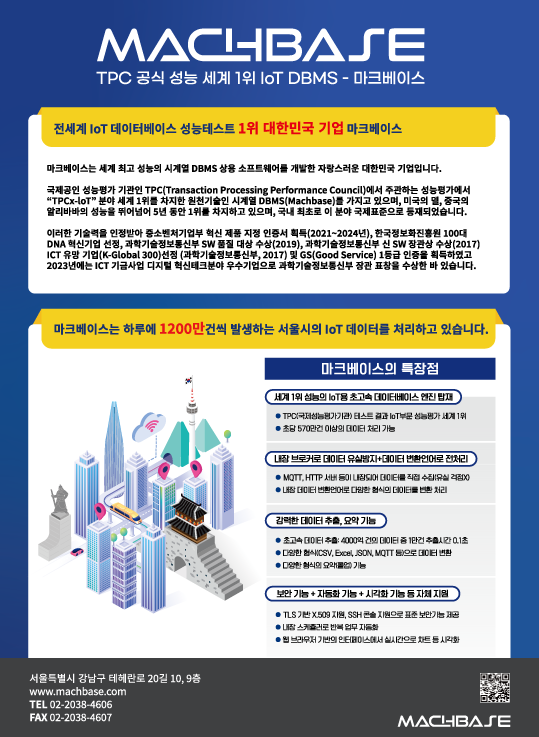 MACHBASE
TPC 공식 성능 세계 1위 IoT DBMS - 마크베이스
전세계 IoT 데이터베이스 성능테스트 1위 대한민국 기업 마크베이스
마크베이스는 세계 최고 성능의 시계열 DBMS 상용 소프트웨어를 개발한 자랑스러운 대한민국 기업입니다.
국제공인 성능평가 기관인 TPC(Transaction Processing Performance Council)에서 주관하는 성능평가에서
“TPCx-IoT” 분야 세계 1위를 차지한 원천기술인 시계열 DBMS(Machbase)를 가지고 있으며, 미국의 델, 중국의
알리바바의 성능을 뛰어넘어 5년 동안 1위를 차지하고 있으며, 국내 최초로 이 분야 국제표준으로 등재되었습니다.
이러한 기술력을 인정받아 중소벤처기업부 혁신 제품 지정 인증서 획득(2021~2024년), 한국정보화진흥원 100대
DNA 혁신기업 선정, 과학기술정보통신부 SW 품질 대상 수상(2019), 과학기술정보통신부 신 SW 장관상 수상(2017)
ICT 유망 기업(K-Global 300)선정 (과학기술정보통신부, 2017) 및 GS(Good Service) 1등급 인증을 획득하였고
2023년에는 ICT 기금사업 디지털 혁신테크분야 우수기업으로 과학기술정보통신부 장관 표창을 수상한 바 있습니다.
마크베이스는 하루에 1200만건씩 발생하는 서울시의 IoT 데이터를 처리하고 있습니다.
마크베이스의 특장점
세계 1위 성능의 IoT용 초고속 데이터베이스 엔진 탑재
● TPC(국제성능평가기관) 테스트 결과 IoT부문 성능평가 세계 1위
● 초당 570만건 이상의 데이터 처리 가능
내장 브로커로 데이터 유실방지+데이터 변환언어로 전처리
● MQTT, HTTP 서버 등이 내장되어 데이터를 직접 수집(유실 걱정X)
● 내장 데이터 변환언어로 다양한 형식의 데이터를 변환 처리
강력한 데이터 추출, 요약 기능
● 초고속 데이터 추출: 4000억 건의 데이터 중 1만건 추출시간 0.1초
● 다양한 형식(CSV, Excel, JSON, MQTT 등)으로 데이터 변환
● 다양한 형식의 요약(롤업) 기능
보안 기능 + 자동화 기능 + 시각화 기능 등 자체 지원
● TLS 기반 X.509 지원, SSH 콘솔 지원으로 표준 보안기능 제공
● 내장 스케쥴러로 반복 업무 자동화
● 웹 브라우저 기반의 인터페이스에서 실시간으로 차트 등 시각화
서울특별시 강남구 테헤란로 20길 10, 9층
www.machbase.com
TEL 02-2038-4606
FAX 02-2038-4607
MACHBASE